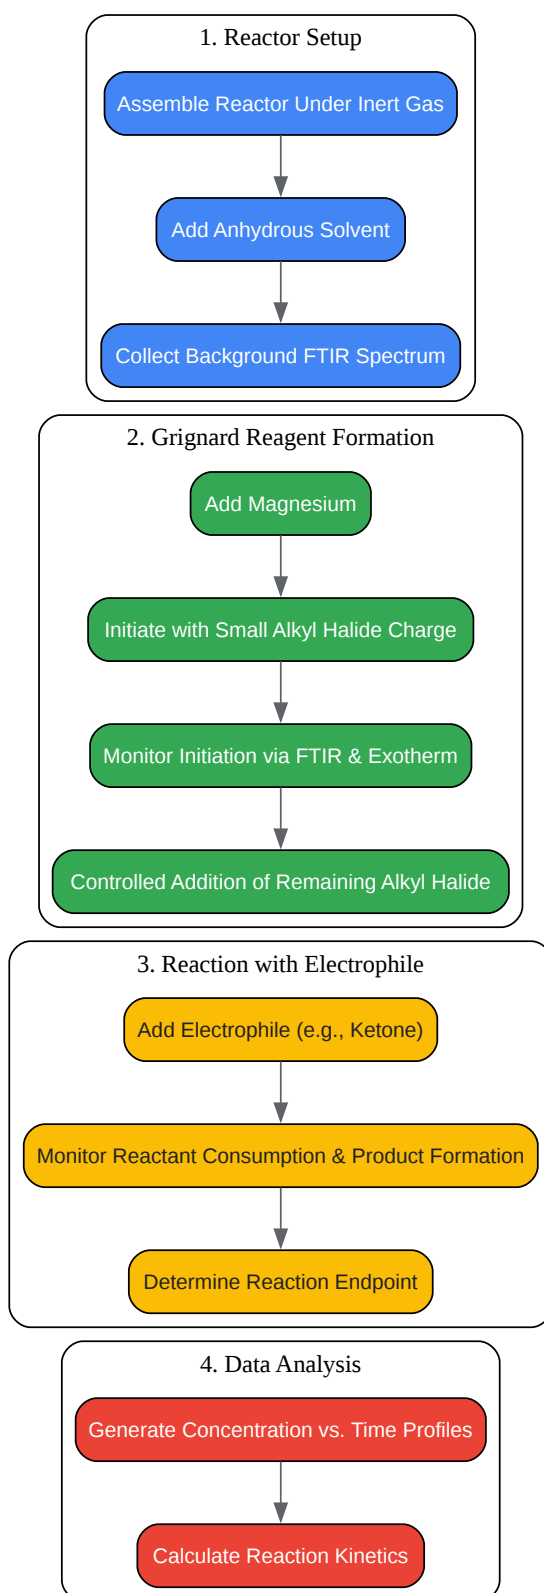 1. Reactor Setup
Assemble Reactor Under Inert Gas
Add Anhydrous Solvent
Collect Background FTIR Spectrum
2. Grignard Reagent Formation
Add Magnesium
Initiate with Small Alkyl Halide Charge
Monitor Initiation via FTIR & Exotherm
Controlled Addition of Remaining Alkyl Halide
3. Reaction with Electrophile
Add Electrophile (e.g., Ketone)
Monitor Reactant Consumption & Product Formation
Determine Reaction Endpoint
4. Data Analysis
Generate Concentration vs. Time Profiles
Calculate Reaction Kinetics